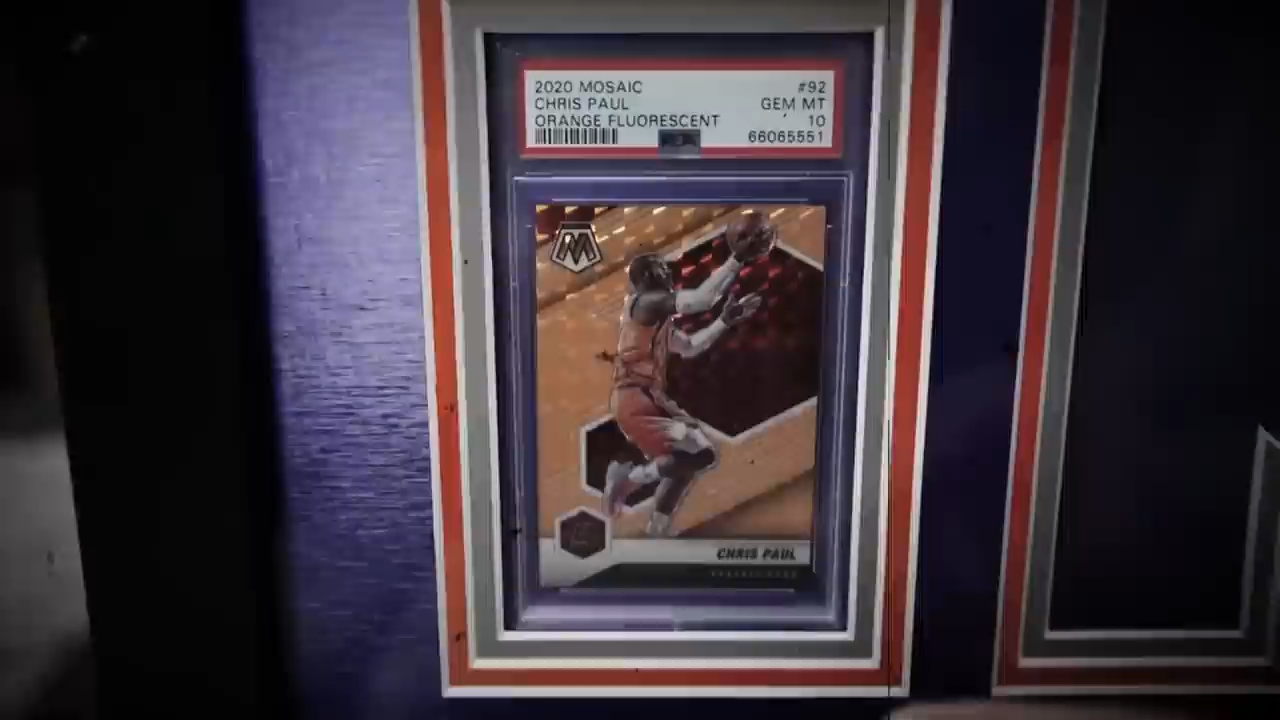 2020 MOSAIC #92
CHRIS PAUL GEM MT
ORANGE FLUORESCENT 10
66065551
M
CHRIS PAUL